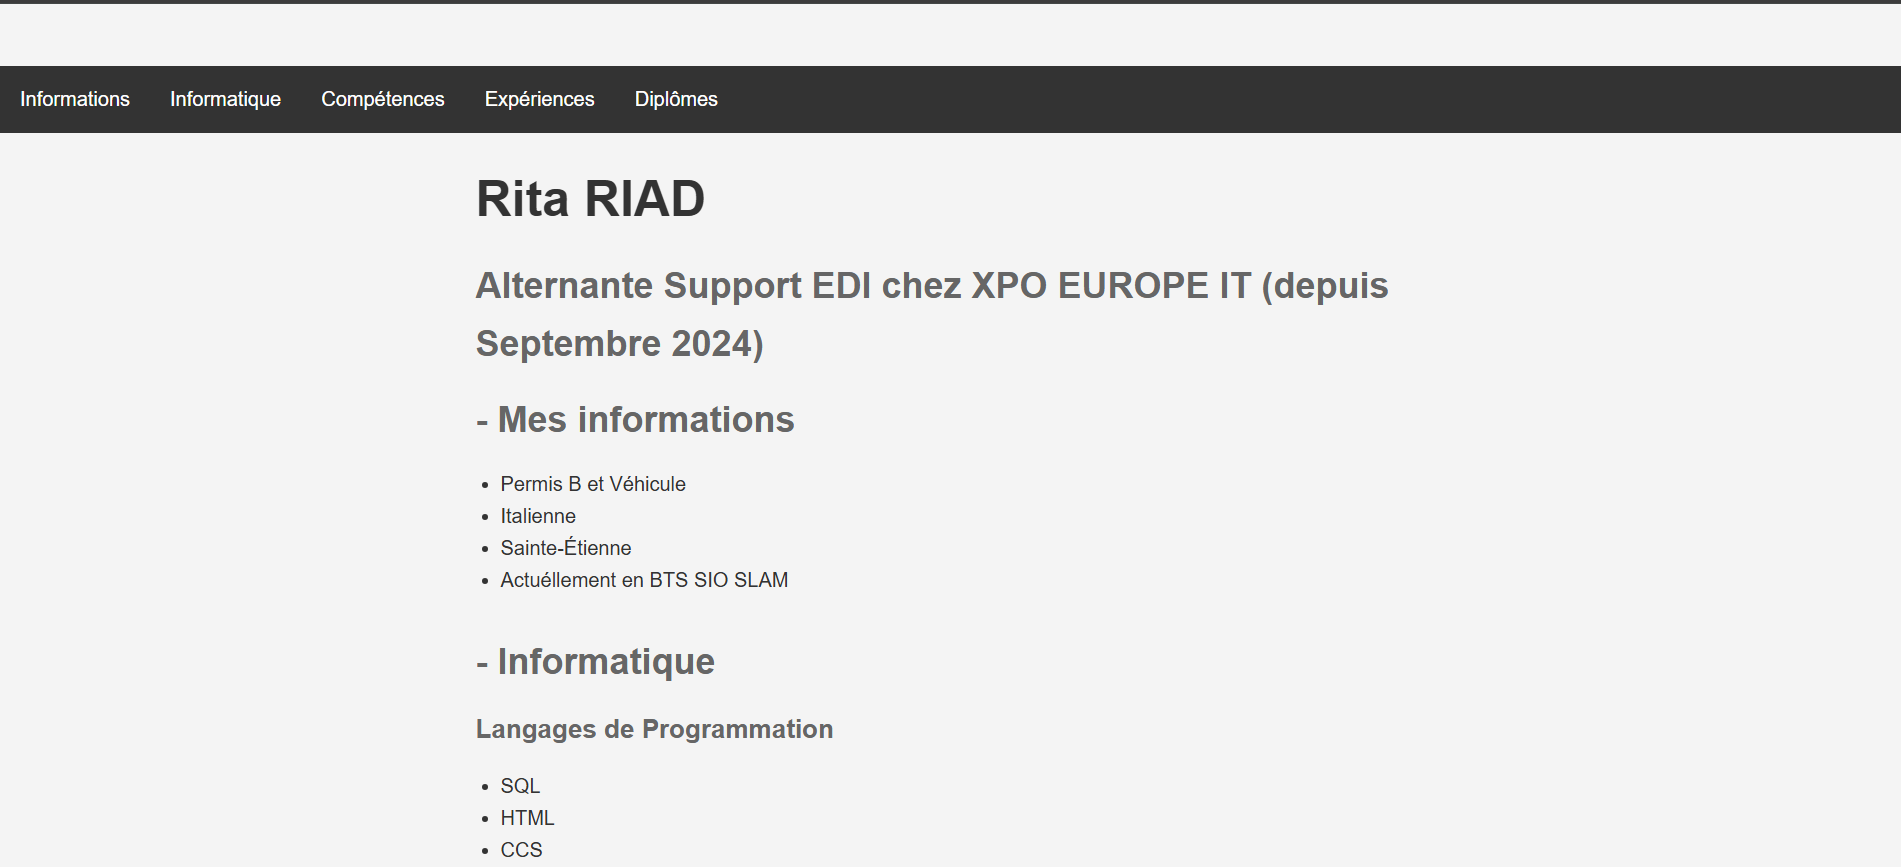 Informations Informatique Compétences Expériences Diplômes
Rita RIAD
Alternante Support EDI chez XPO EUROPE IT (depuis
Septembre 2024)
- Mes informations
• Permis B et Véhicule
• Italienne
• Sainte-Étienne
• Actuéllement en BTS SIO SLAM
- Informatique
Langages de Programmation
• SQL
• HTML
• CCS